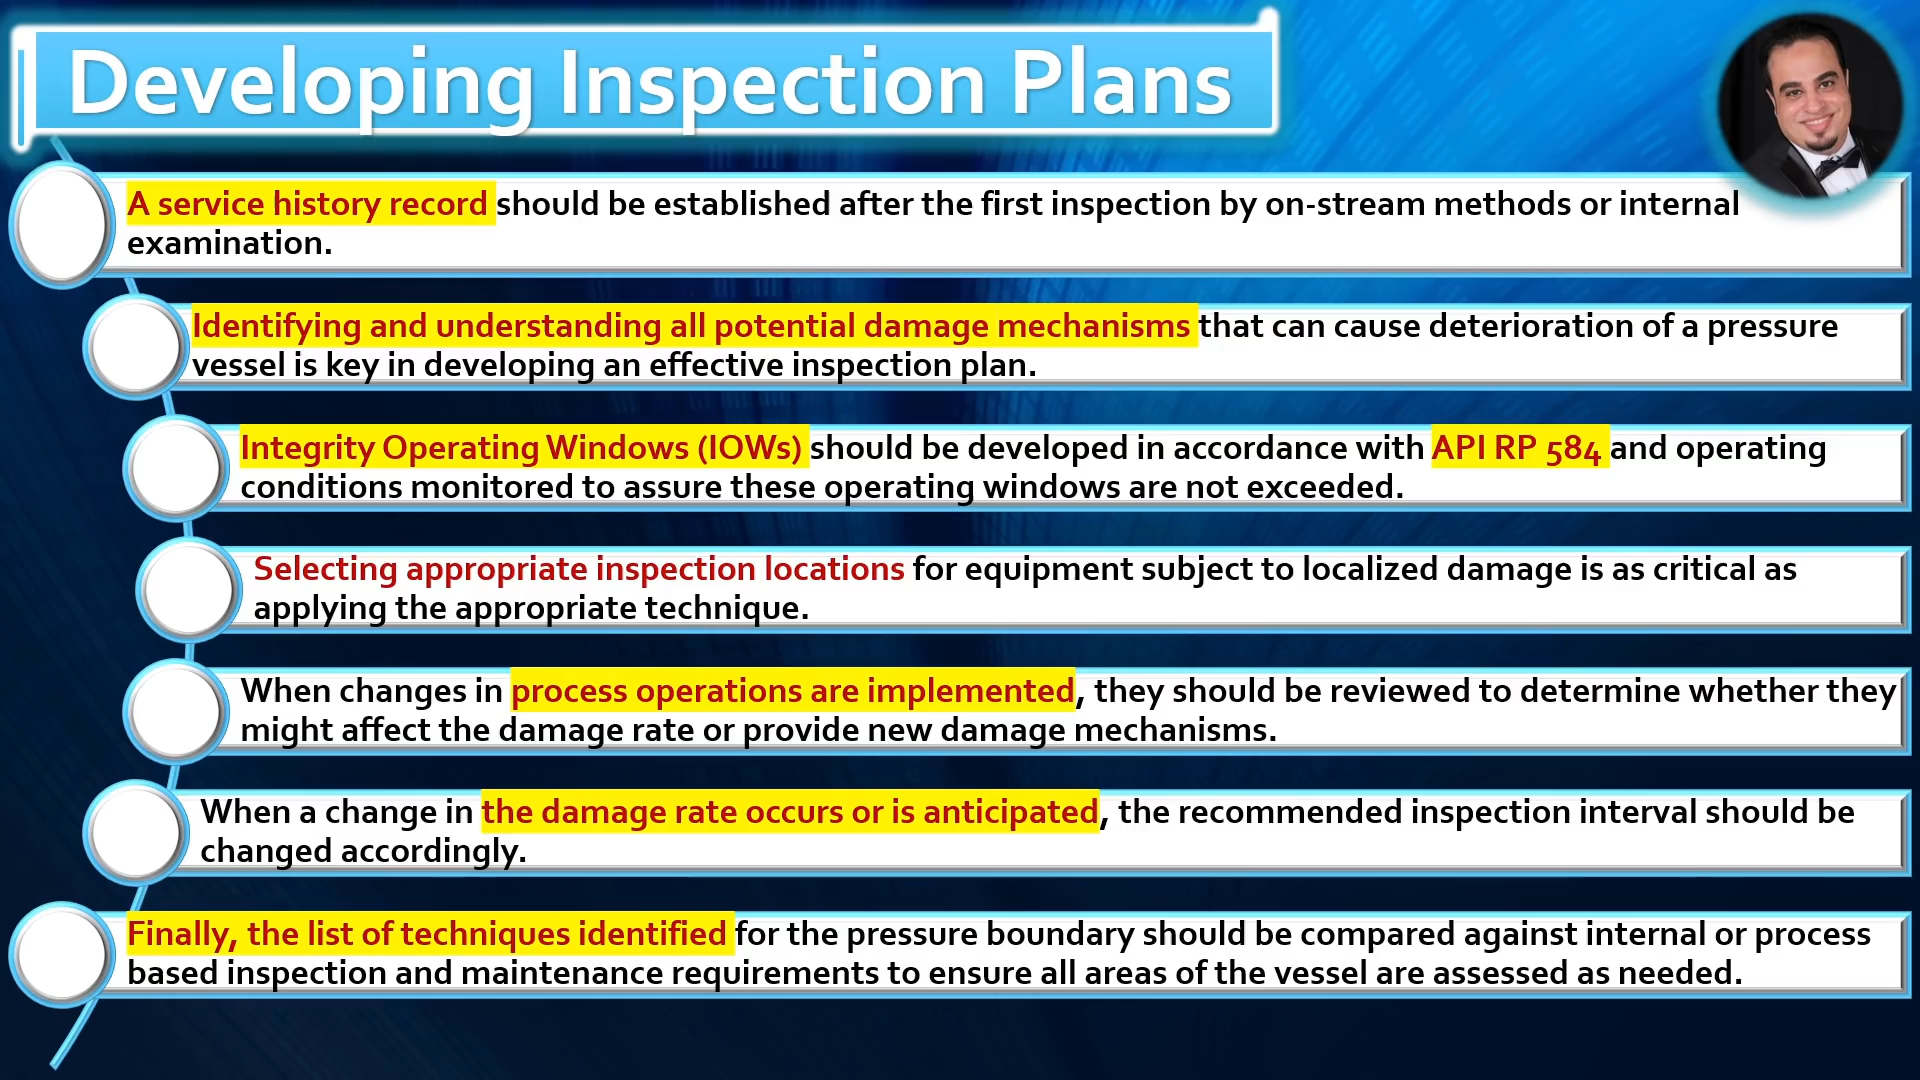 Developing Inspection Plans
A service history record should be established after the first inspection by on-stream methods or internal
examination.
Identifying and understanding all potential damage mechanisms that can cause deterioration of a pressure
vessel is key in developing an effective inspection plan.
Integrity Operating Windows (IOWs) should be developed in accordance with API RP 584 and operating
conditions monitored to assure these operating windows are not exceeded.
Selecting appropriate inspection locations for equipment subject to localized damage is as critical as
applying the appropriate technique.
When changes in process operations are implemented, they should be reviewed to determine whether they
might affect the damage rate or provide new damage mechanisms.
When a change in the damage rate occurs or is anticipated, the recommended inspection interval should be
changed accordingly.
Finally, the list of techniques identified for the pressure boundary should be compared against internal or process
based inspection and maintenance requirements to ensure all areas of the vessel are assessed as needed.